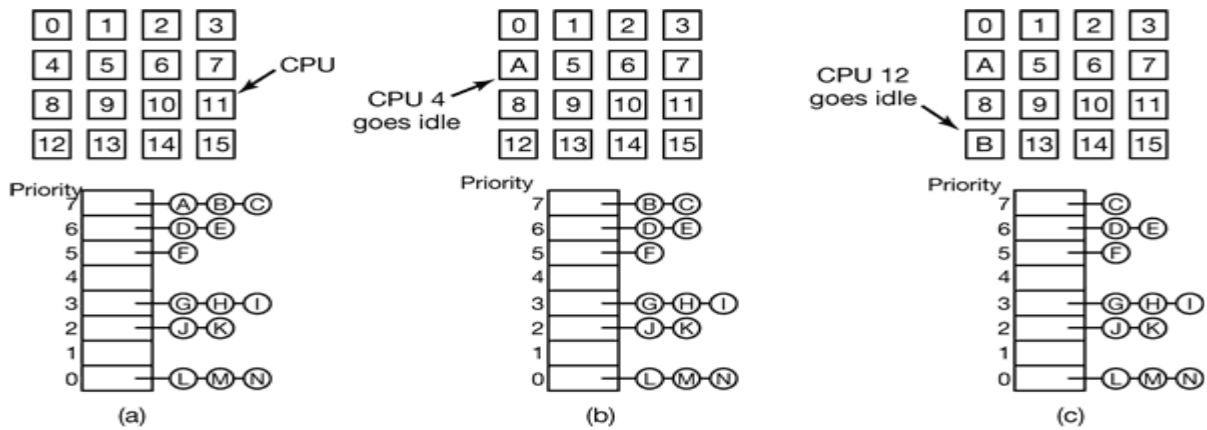 0 1 2 3
4 5 6 7
CPU
8 9 10 11
12 13 14 15
Priority
7 A B C
6 D E
5 F
4
3 G H I
2 J K
1
0 L M N
(a)
0 1 2 3
A 5 6 7
CPU 4
goes idle
8 9 10 11
12 13 14 15
Priority
7 B C
6 D E
5 F
4
3 G H I
2 J K
1
0 L M N
(b)
0 1 2 3
A 5 6 7
CPU 12
goes idle
8 9 10 11
B 13 14 15
Priority
7 C
6 D E
5 F
4
3 G H I
2 J K
1
0 L M N
(c)